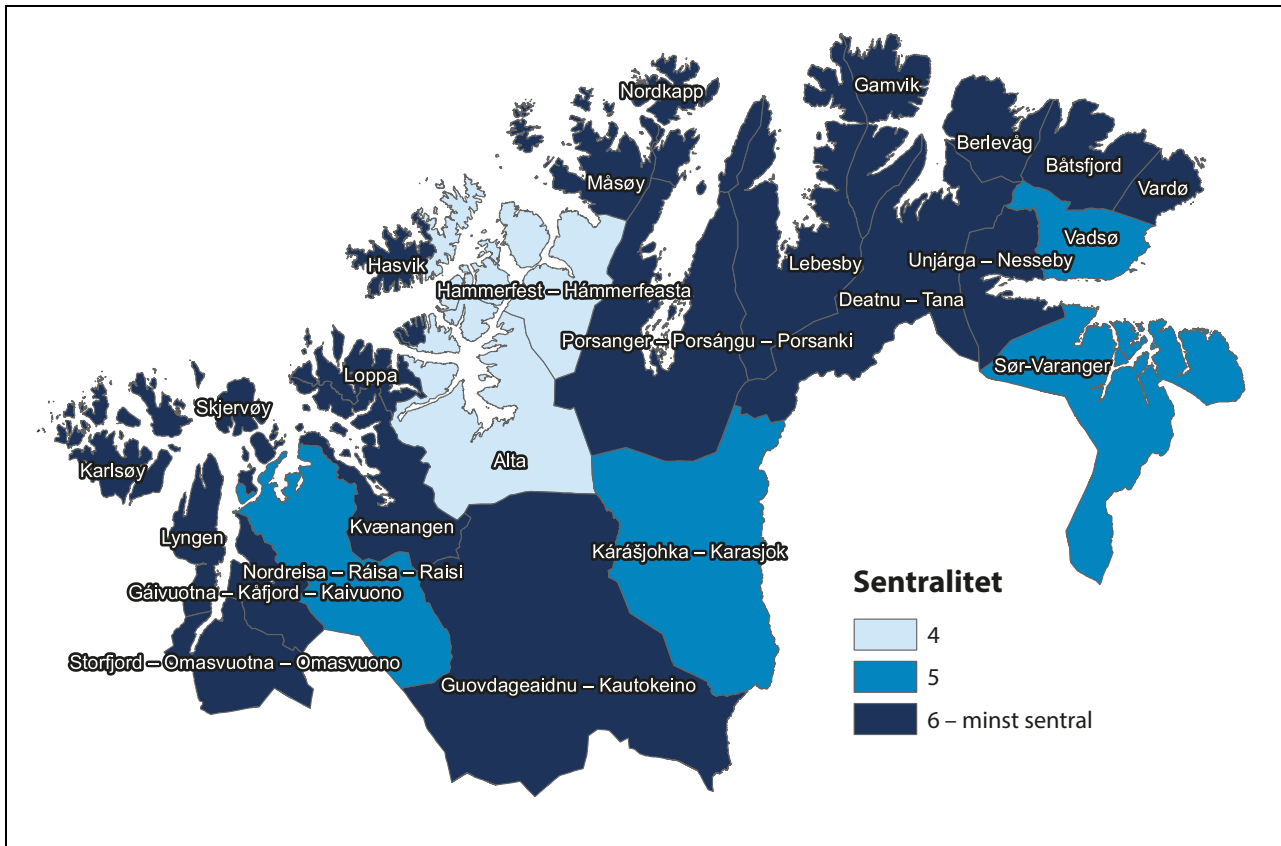 Nordkapp
Gamvik
Berlevåg
Båtsfjord
Måsøy
Vardø
Vadsø
Hasvik
Lebesby
Unjárga – Nesseby
Hammerfest – Hámmerfeasta
Deatnu – Tana
Porsanger – Porsáŋgu – Porsanki
Sør-Varanger
Loppa
Skjervøy
Alta
Karlsøy
Kvænangen
Lyngen
Kárášjohka – Karasjok
Nordreisa – Ráisa – Raisi
Gáivuotna – Kåfjord – Kaivuono
Storfjord – Omasvuotna – Omasvuono
Guovdageaidnu – Kautokeino
Sentralitet
4
5
6 – minst sentral